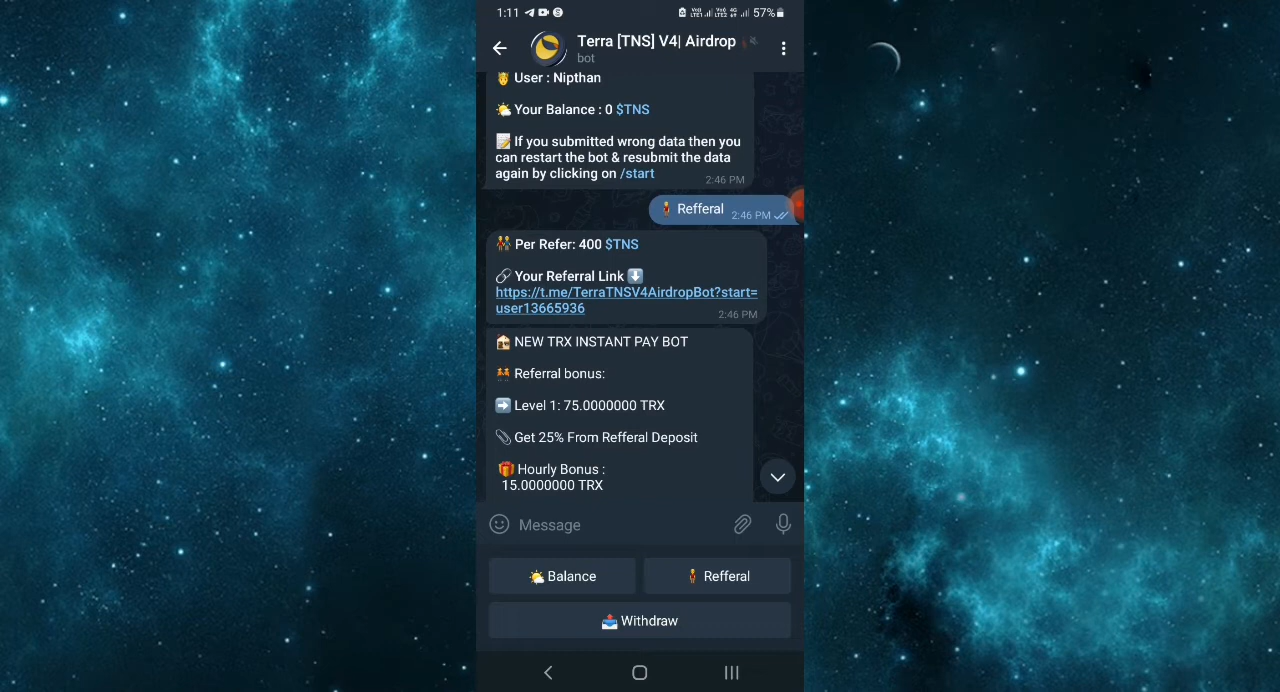 1:11
57%
Terra [TNS] V4| Airdrop
bot
User : Nipthan
Your Balance : 0 $TNS
If you submitted wrong data then you
can restart the bot & resubmit the data
again by clicking on /start
2:46 PM
Refferal 2:46 PM
Per Refer: 400 $TNS
Your Referral Link
https://t.me/TerraTNSV4AirdropBot?start=
user13665936
2:46 PM
NEW TRX INSTANT PAY BOT
Referral bonus:
Level 1: 75.0000000 TRX
Get 25% From Refferal Deposit
Hourly Bonus :
15.0000000 TRX
Message
Balance
Refferal
Withdraw